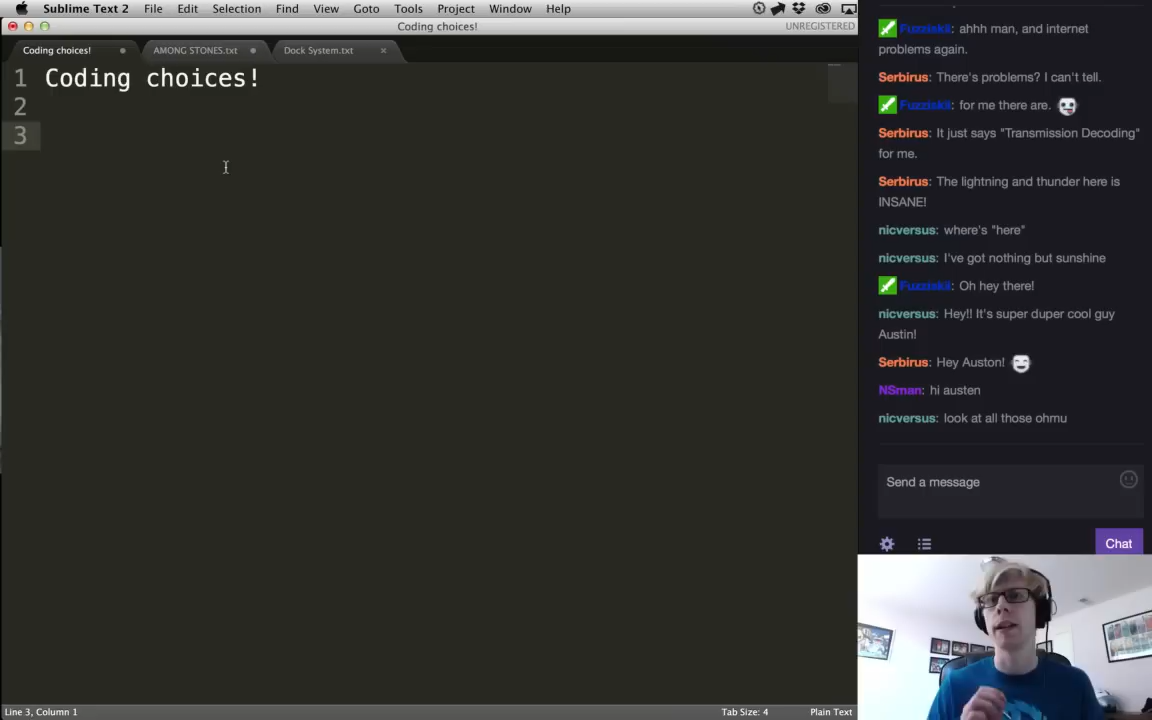 Sublime Text 2 File Edit Selection Find View Goto Tools Project Window Help
Coding choices!
UNREGISTERED
Coding choices! AMONG STONES.txt Dock System.txt
1 Coding choices!
2
3
Line 3, Column 1
Tab Size: 4
Plain Text
Fuzziskii: ahhh man, and internet
problems again.
Serbirus: There's problems? I can't tell.
Fuzziskii: for me there are.
Serbirus: It just says "Transmission Decoding"
for me.
Serbirus: The lightning and thunder here is
INSANE!
nicversus: where's "here"
nicversus: I've got nothing but sunshine
Fuzziskii: Oh hey there!
nicversus: Hey!! It's super duper cool guy
Austin!
Serbirus: Hey Auston!
NSman: hi austen
nicversus: look at all those ohmu
Send a message
Chat